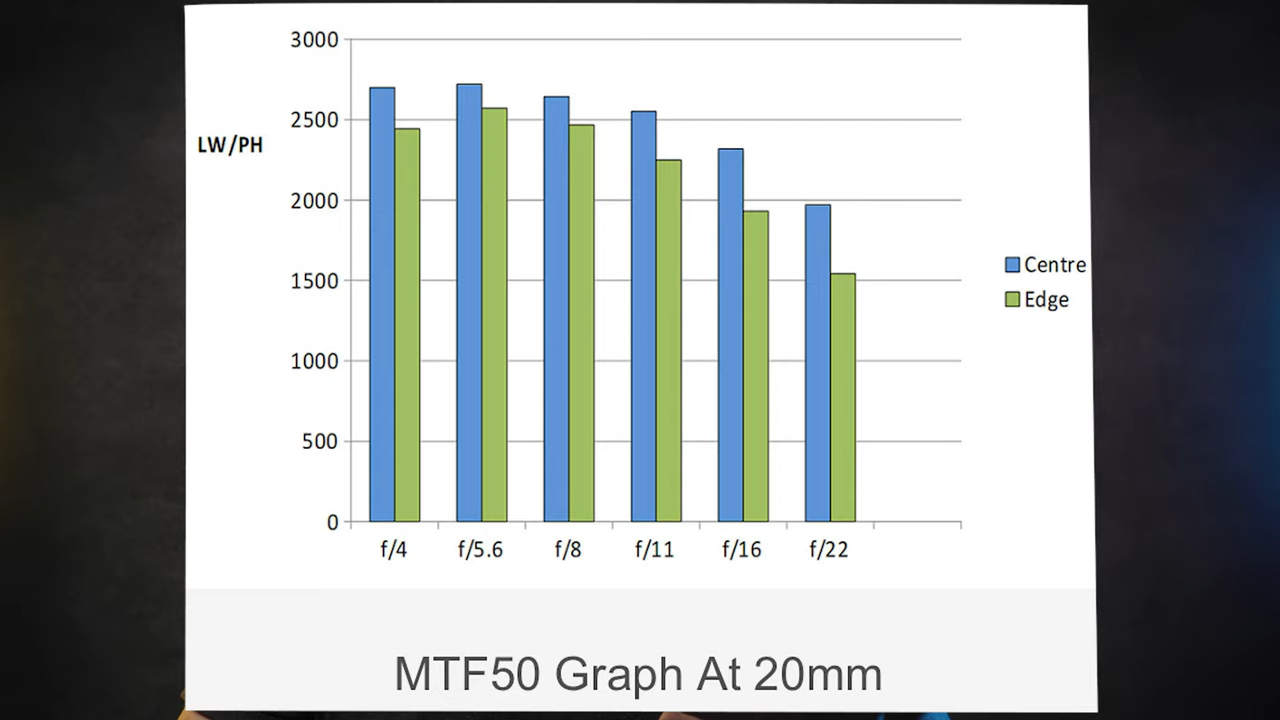 3000
2500
LW/PH
2000
1500
1000
500
0
f/4 f/5.6 f/8 f/11 f/16 f/22
Centre
Edge
MTF50 Graph At 20mm